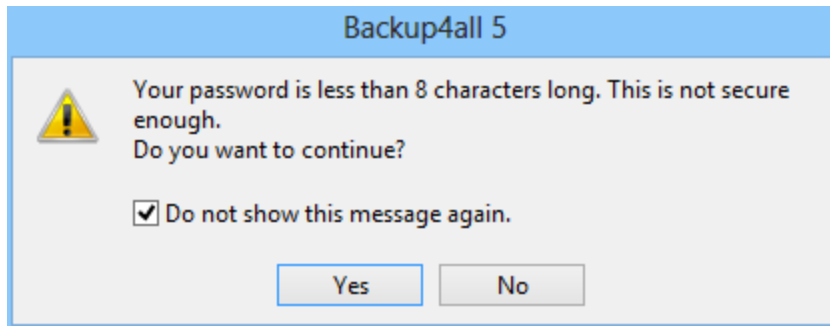 Backup4all 5
Your password is less than 8 characters long. This is not secure
enough.
Do you want to continue?
Do not show this message again.
Yes
No